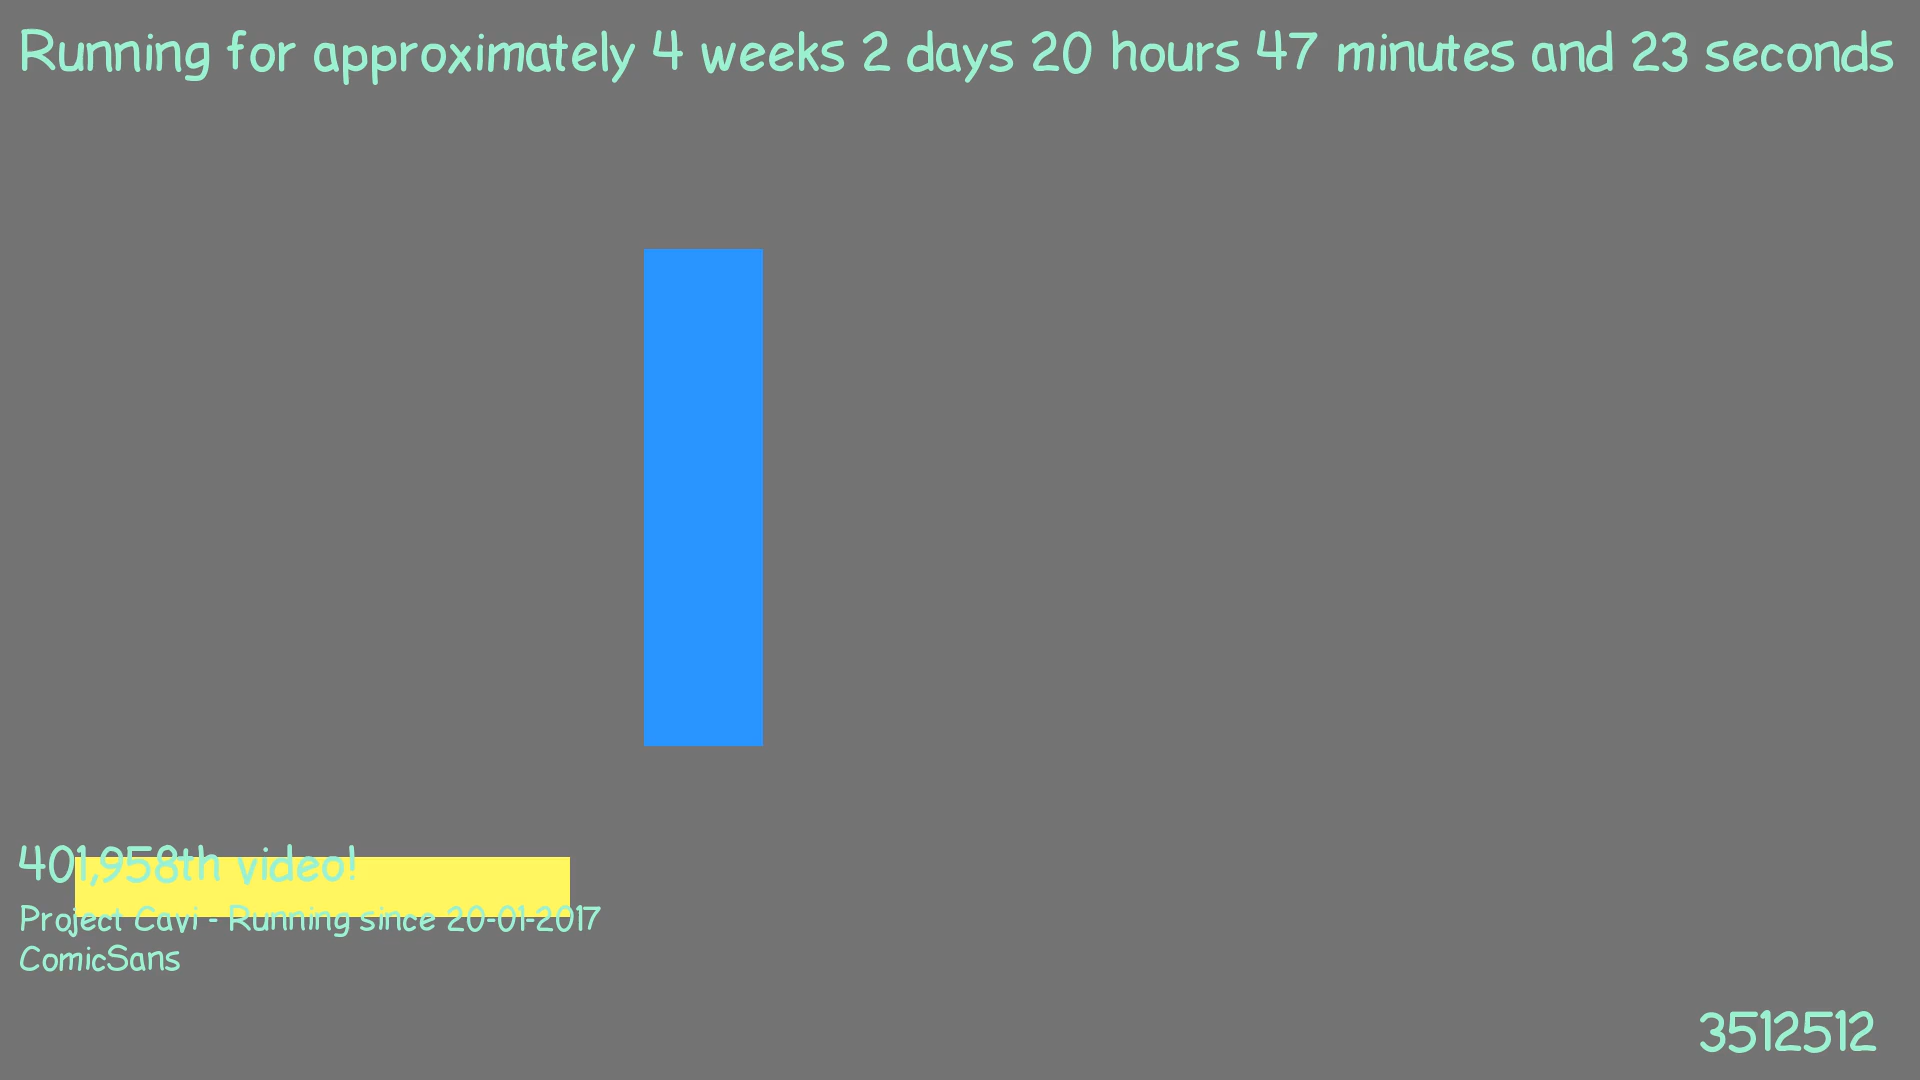 Running for approximately 4 weeks 2 days 20 hours 47 minutes and 23 seconds
401,958th video!
Project Cavi - Running since 20-01-2017
ComicSans
3512512